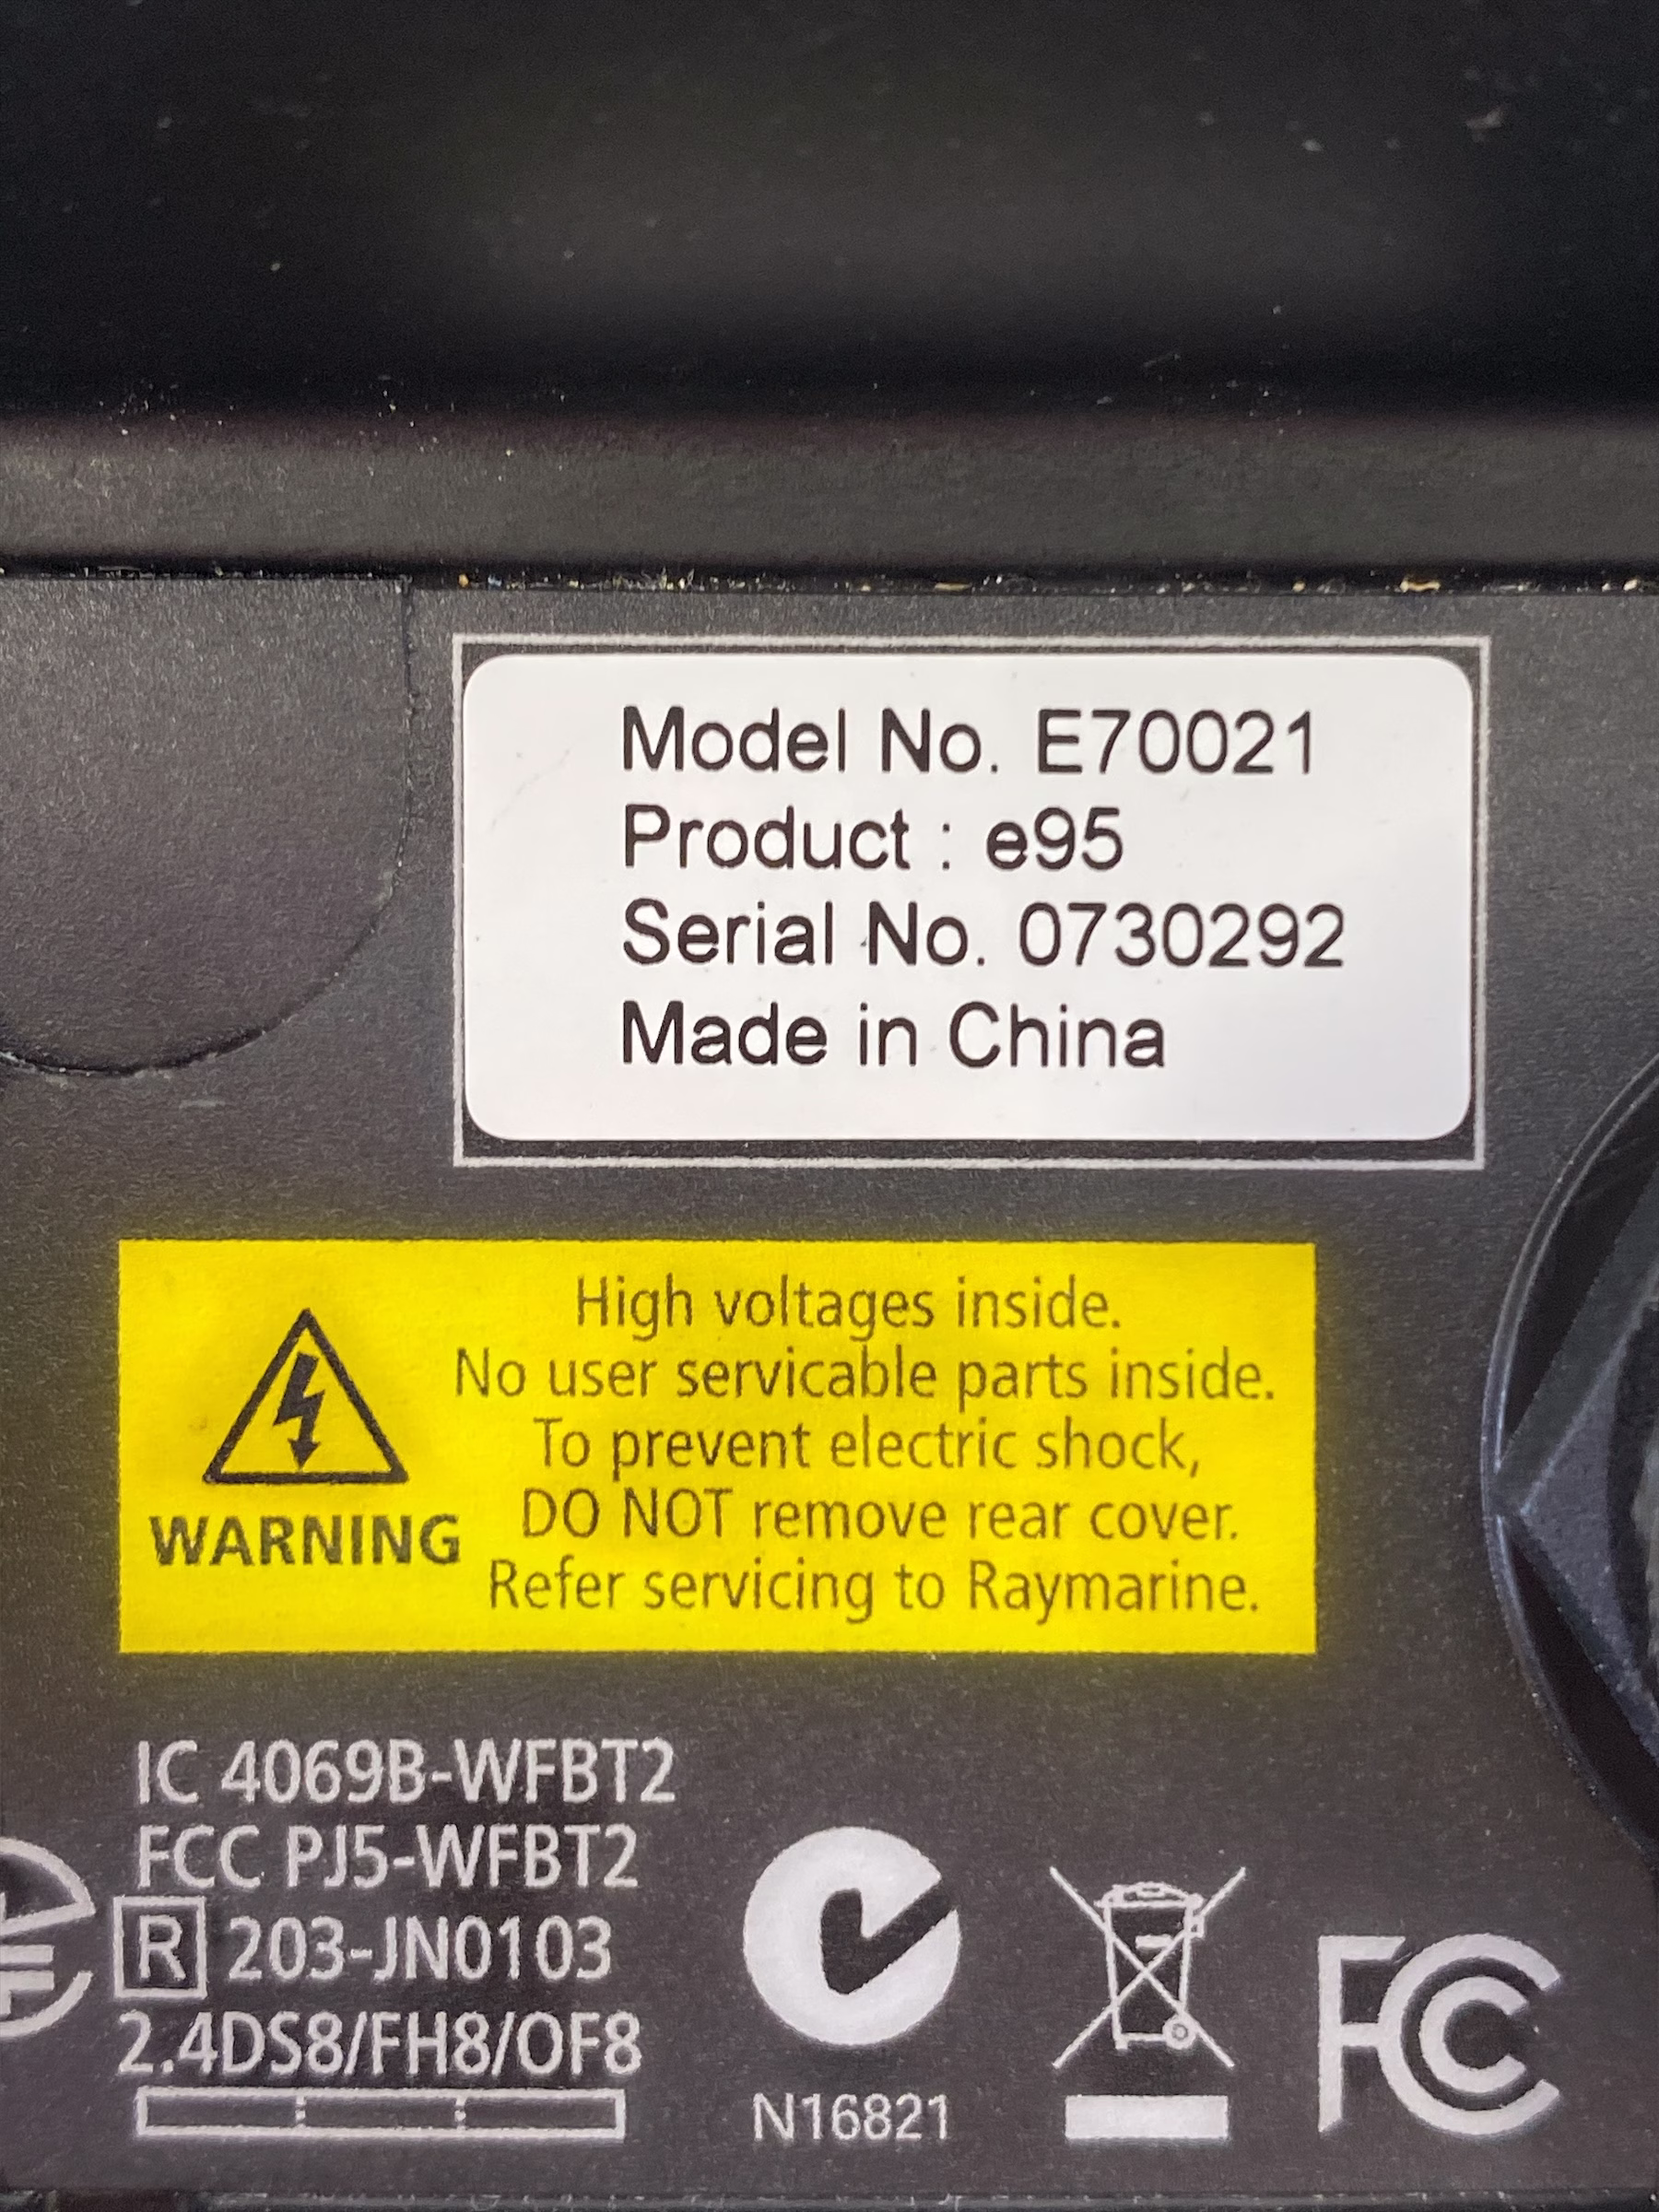 Model No. E70021
Product : e95
Serial No. 0730292
Made in China
High voltages inside.
No user servicable parts inside.
To prevent electric shock,
DO NOT remove rear cover.
Refer servicing to Raymarine.
WARNING
IC 4069B-WFBT2
FCC PJ5-WFBT2
R 203-JN0103
2.4DS8/FH8/OF8
N16821
FC